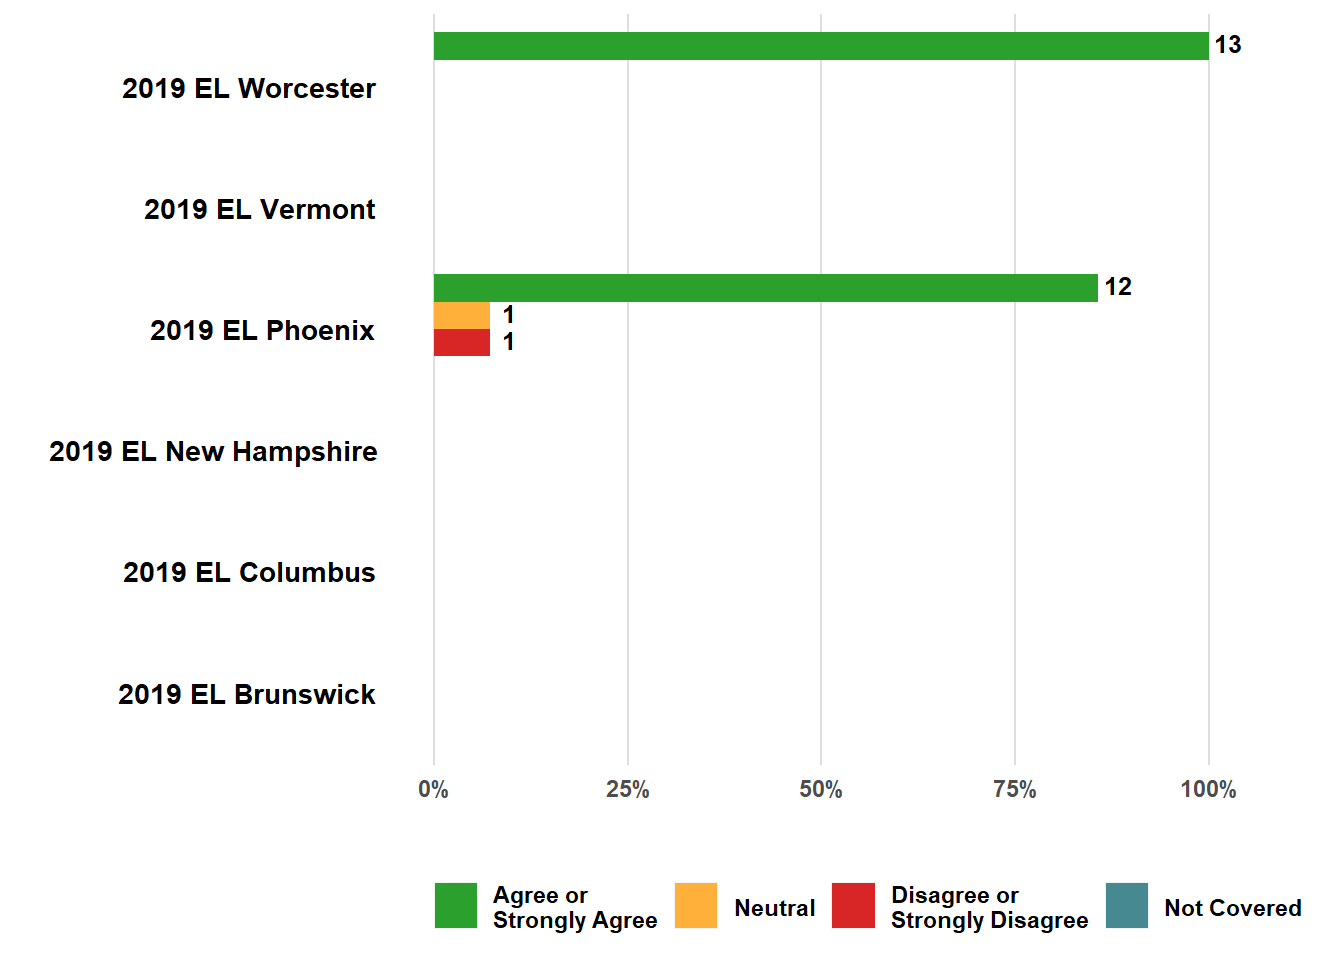 13
2019 EL Worcester
2019 EL Vermont
12
1
2019 EL Phoenix
1
2019 EL New Hampshire
2019 EL Columbus
2019 EL Brunswick
0% 25% 50% 75% 100%
Agree or
Strongly Agree
Neutral
Disagree or
Strongly Disagree
Not Covered